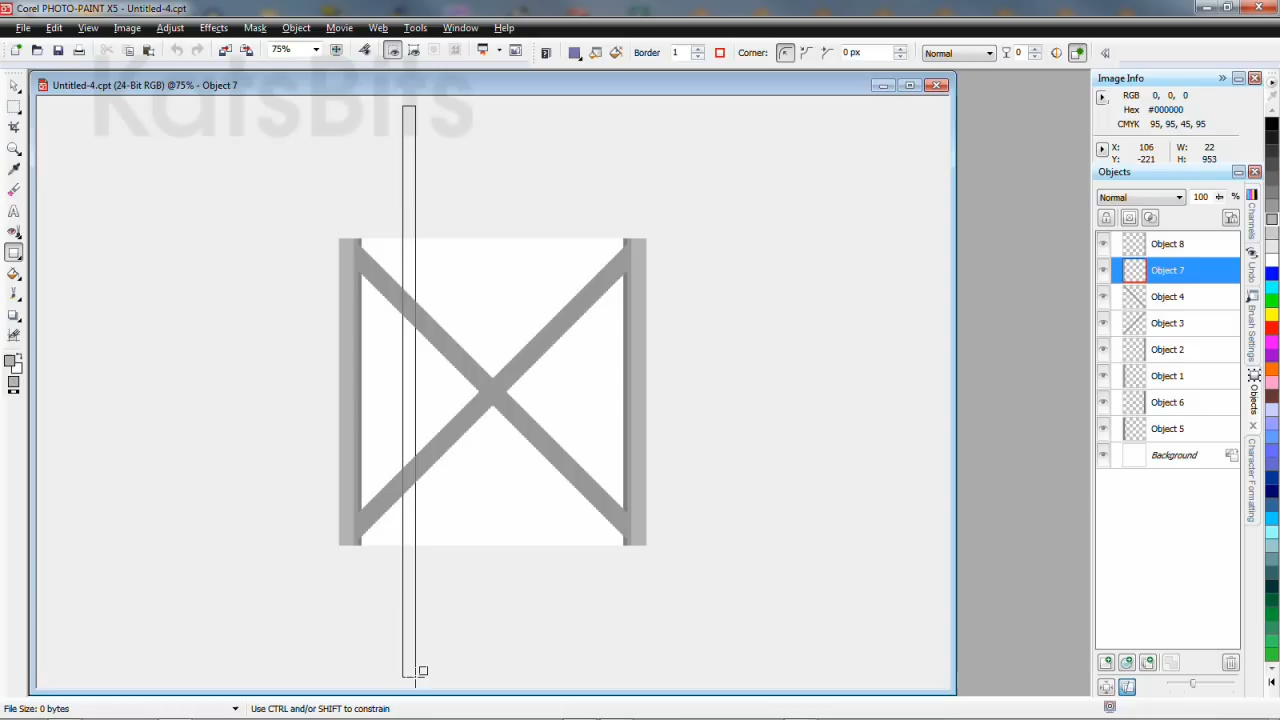 Corel PHOTO-PAINT X5 - Untitled-4.cpt
File Edit View Image Adjust Effects Mask Object Movie Web Tools Window Help
75% Border 1 Corner: 0 px Normal 0
KatsBits
Untitled-4.cpt (24-Bit RGB) @75% - Object 7
Image Info
RGB 0, 0, 0
Hex #000000
CMYK 95, 95, 45, 95
X: 106 W: 22
Y: -221 H: 953
Objects
Normal 100 %
Object 8
Object 7
Object 4
Object 3
Object 2
Object 1
Object 6
Object 5
Background
Channels
Undo
Brush Settings
Objects
Character Formatting
File Size: 0 bytes Use CTRL and/or SHIFT to constrain